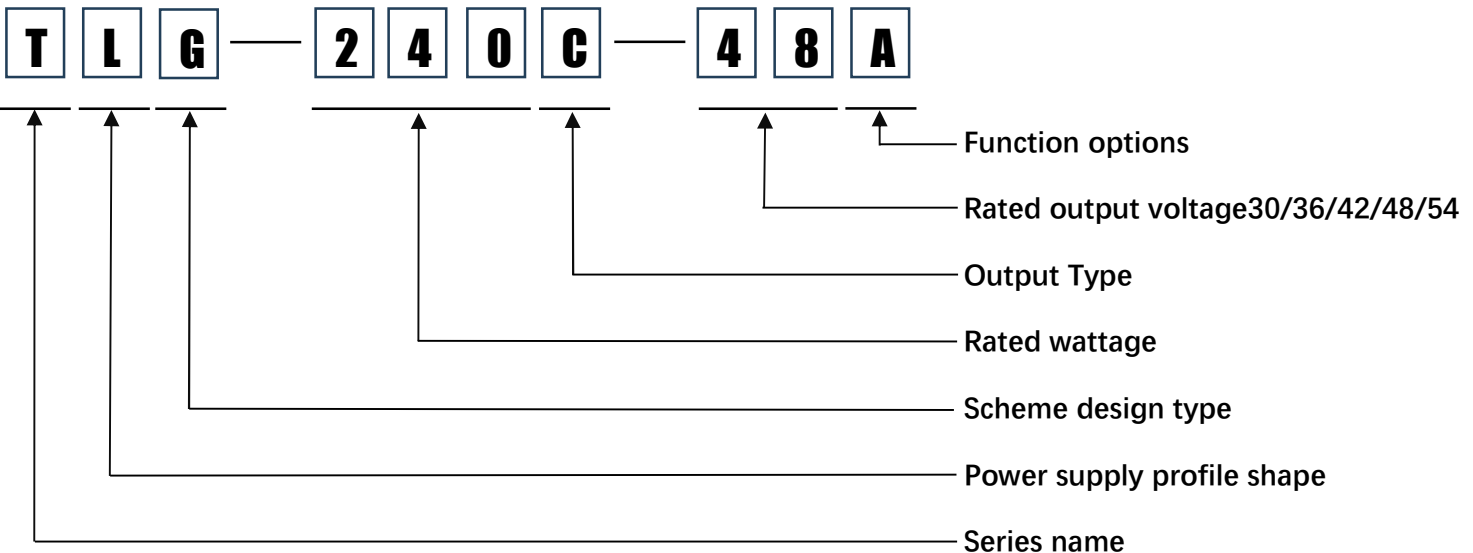 T L G — 2 4 0 C — 4 8 A
Function options
Rated output voltage30/36/42/48/54
Output Type
Rated wattage
Scheme design type
Power supply profile shape
Series name